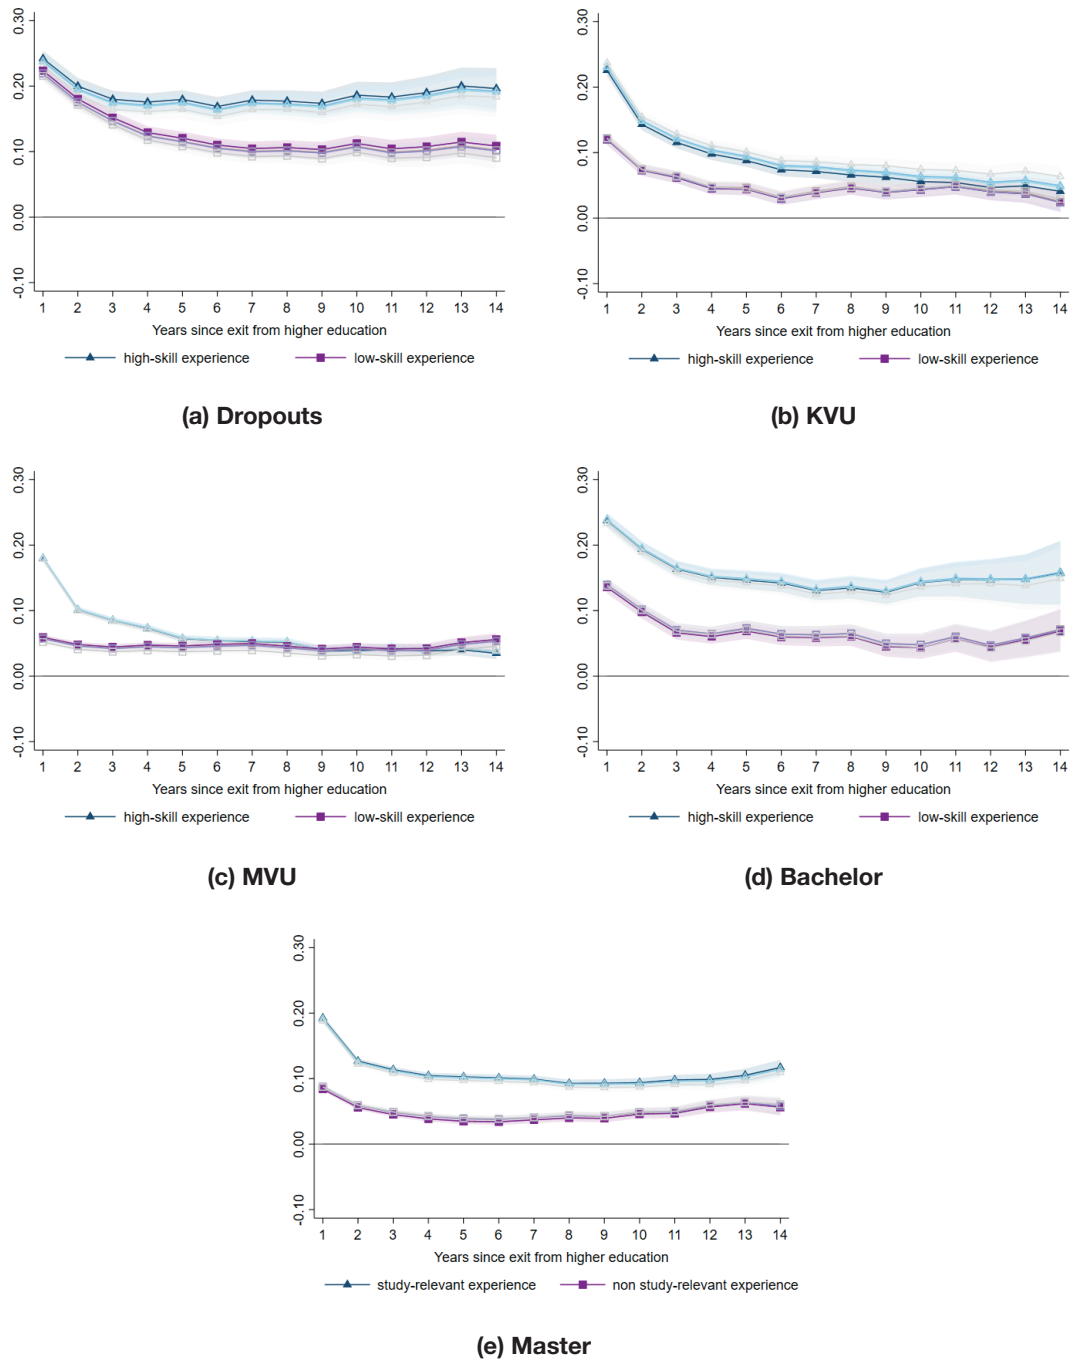 0.30
0.20
0.10
0.00
-0.10
1 2 3 4 5 6 7 8 9 10 11 12 13 14
Years since exit from higher education
high-skill experience low-skill experience
(a) Dropouts
0.30
0.20
0.10
0.00
-0.10
1 2 3 4 5 6 7 8 9 10 11 12 13 14
Years since exit from higher education
high-skill experience low-skill experience
(b) KVU
0.30
0.20
0.10
0.00
-0.10
1 2 3 4 5 6 7 8 9 10 11 12 13 14
Years since exit from higher education
high-skill experience low-skill experience
(c) MVU
0.30
0.20
0.10
0.00
-0.10
1 2 3 4 5 6 7 8 9 10 11 12 13 14
Years since exit from higher education
high-skill experience low-skill experience
(d) Bachelor
0.30
0.20
0.10
0.00
-0.10
1 2 3 4 5 6 7 8 9 10 11 12 13 14
Years since exit from higher education
study-relevant experience non study-relevant experience
(e) Master